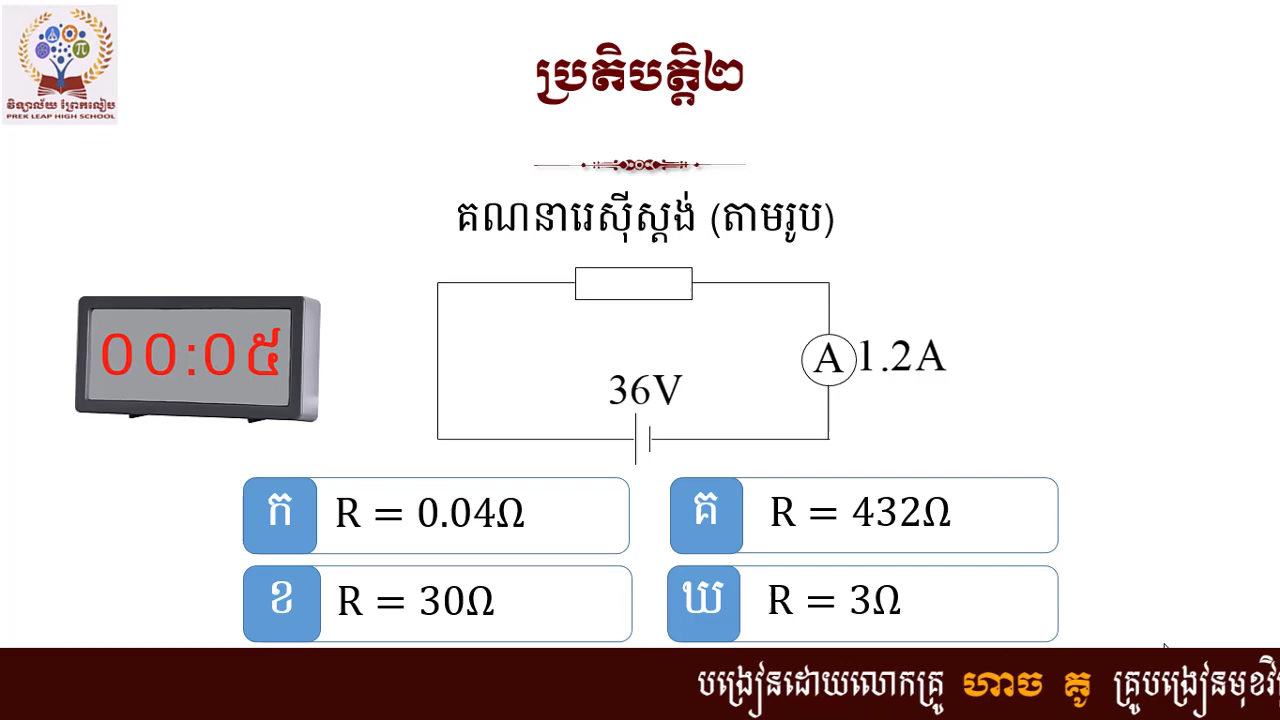 វិទ្យាល័យ ព្រែកលៀប
PREK LEAP HIGH SCHOOL
ប្រតិបត្តិ២
គណនារេស៊ីស្តង់ (តាមរូប)
00:0៥
A 1.2A
36V
ក R = 0.04Ω
គ R = 432Ω
ខ R = 30Ω
ឃ R = 3Ω
បង្រៀនដោយលោកគ្រូ ហាច គូ គ្រូបង្រៀនមុខវិ